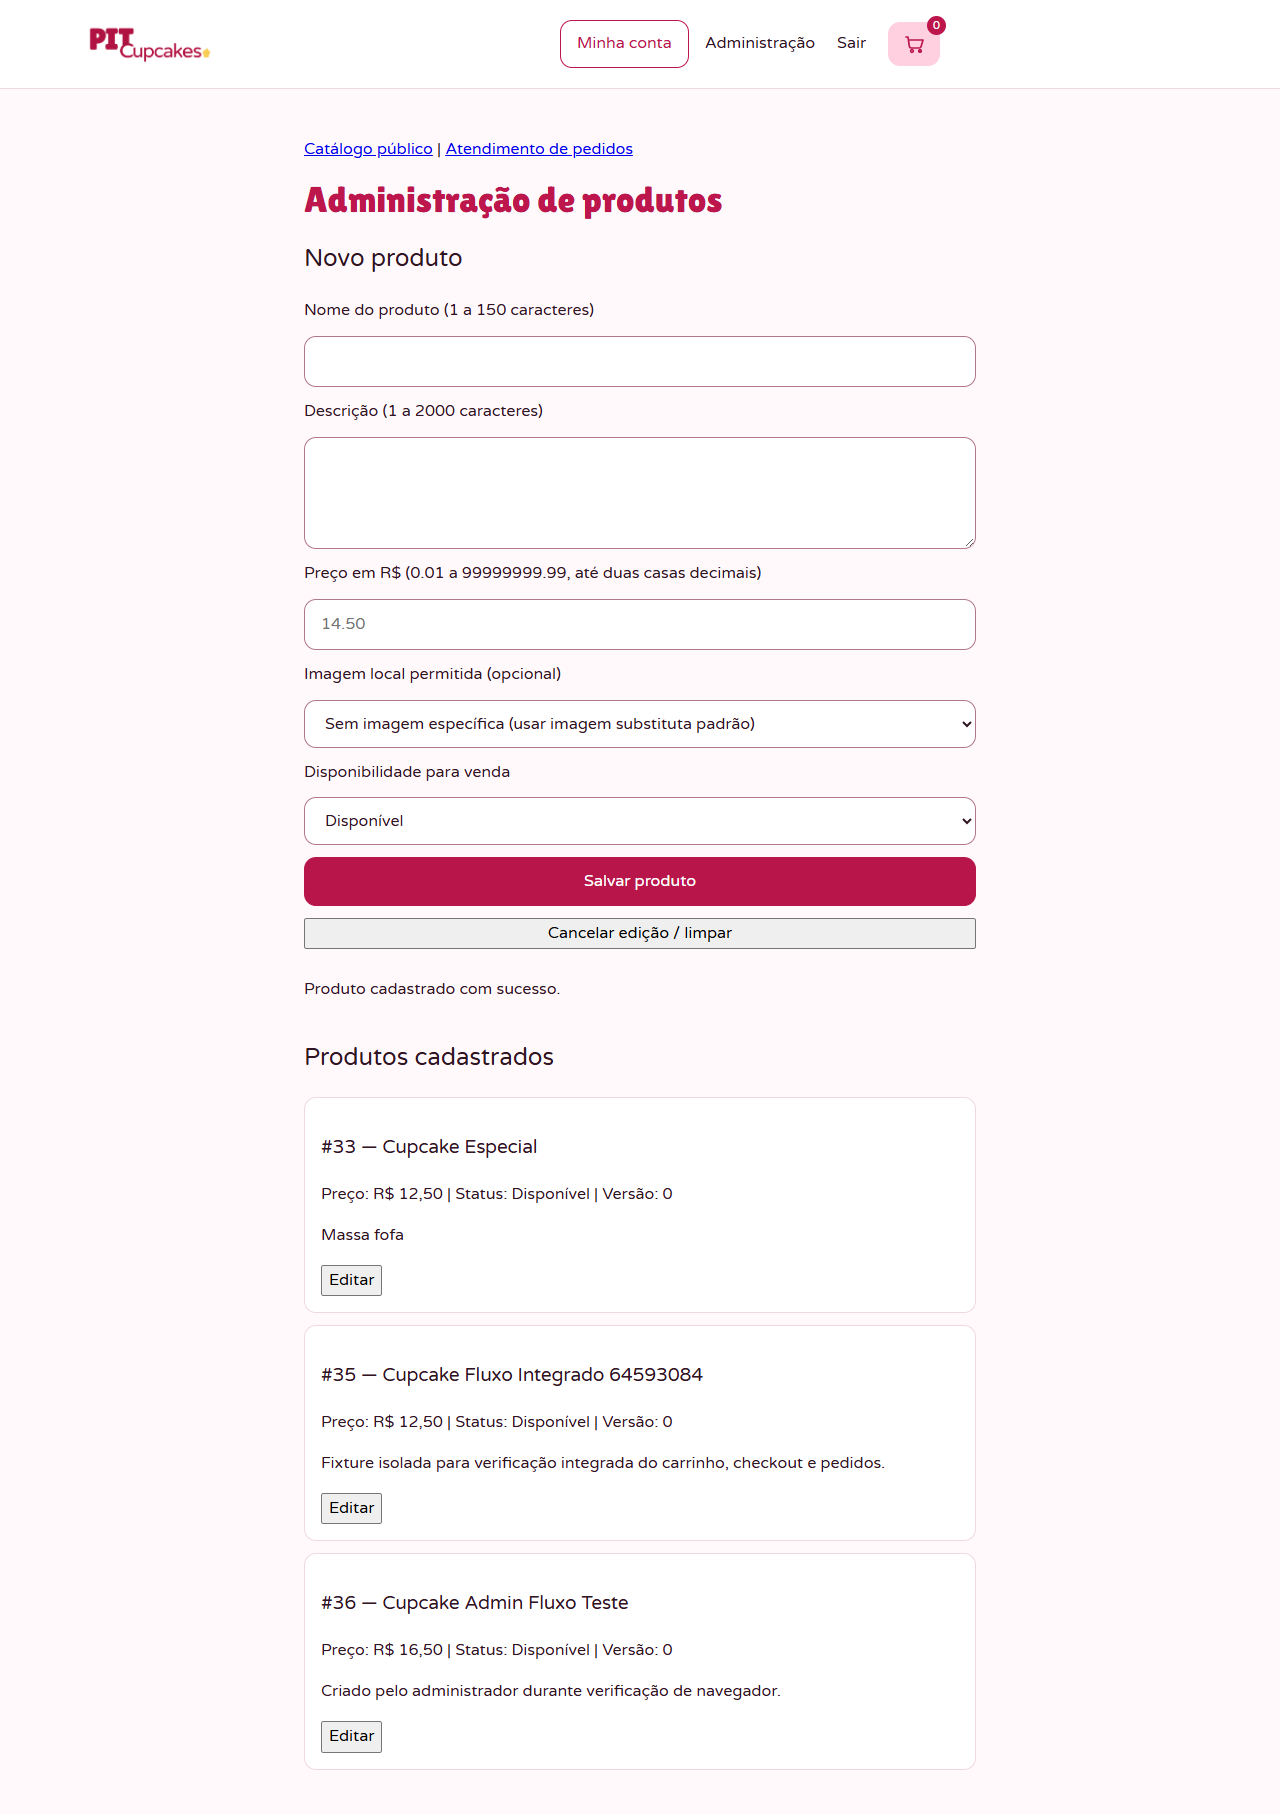 PIT
Cupcakes
Minha conta
Administração
Sair
0
Catálogo público | Atendimento de pedidos
Administração de produtos
Novo produto
Nome do produto (1 a 150 caracteres)
Descrição (1 a 2000 caracteres)
Preço em R$ (0.01 a 99999999.99, até duas casas decimais)
14.50
Imagem local permitida (opcional)
Sem imagem específica (usar imagem substituta padrão)
Disponibilidade para venda
Disponível
Salvar produto
Cancelar edição / limpar
Produto cadastrado com sucesso.
Produtos cadastrados
#33 — Cupcake Especial
Preço: R$ 12,50 | Status: Disponível | Versão: 0
Massa fofa
Editar
#35 — Cupcake Fluxo Integrado 64593084
Preço: R$ 12,50 | Status: Disponível | Versão: 0
Fixture isolada para verificação integrada do carrinho, checkout e pedidos.
Editar
#36 — Cupcake Admin Fluxo Teste
Preço: R$ 16,50 | Status: Disponível | Versão: 0
Criado pelo administrador durante verificação de navegador.
Editar